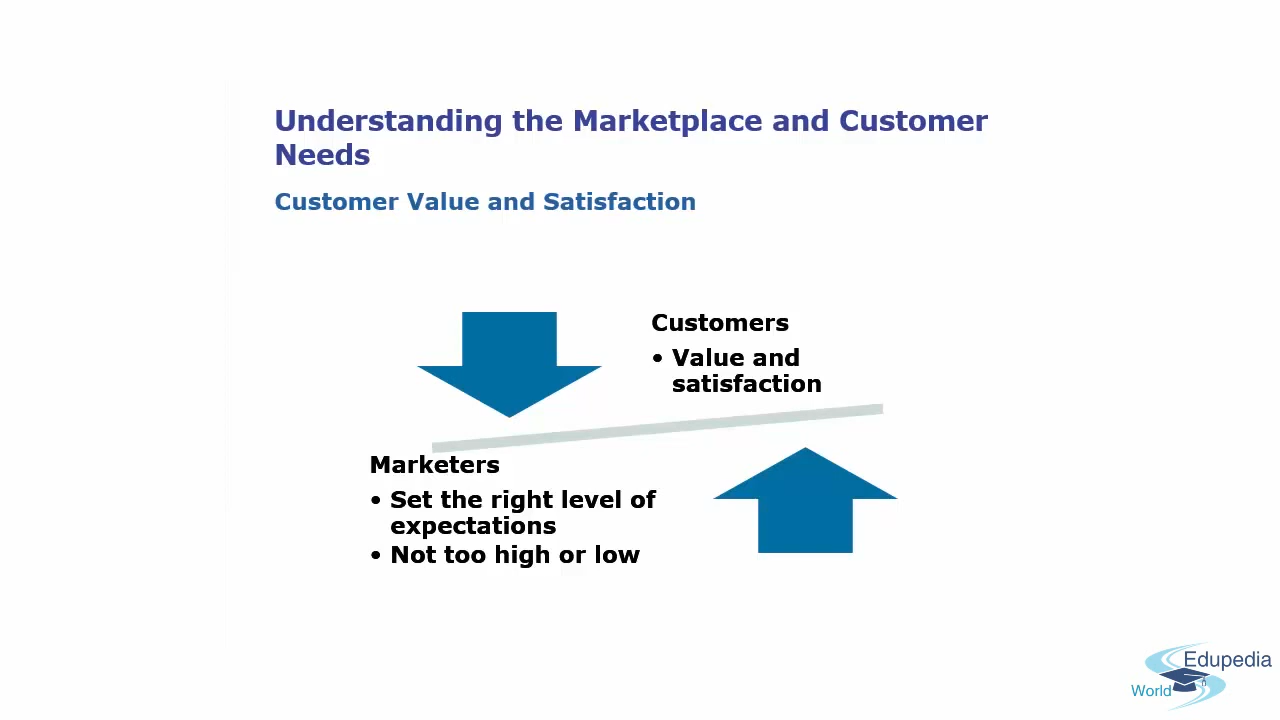 Understanding the Marketplace and Customer
Needs
Customer Value and Satisfaction
Customers
• Value and
satisfaction
Marketers
• Set the right level of
expectations
• Not too high or low
Edupedia
World